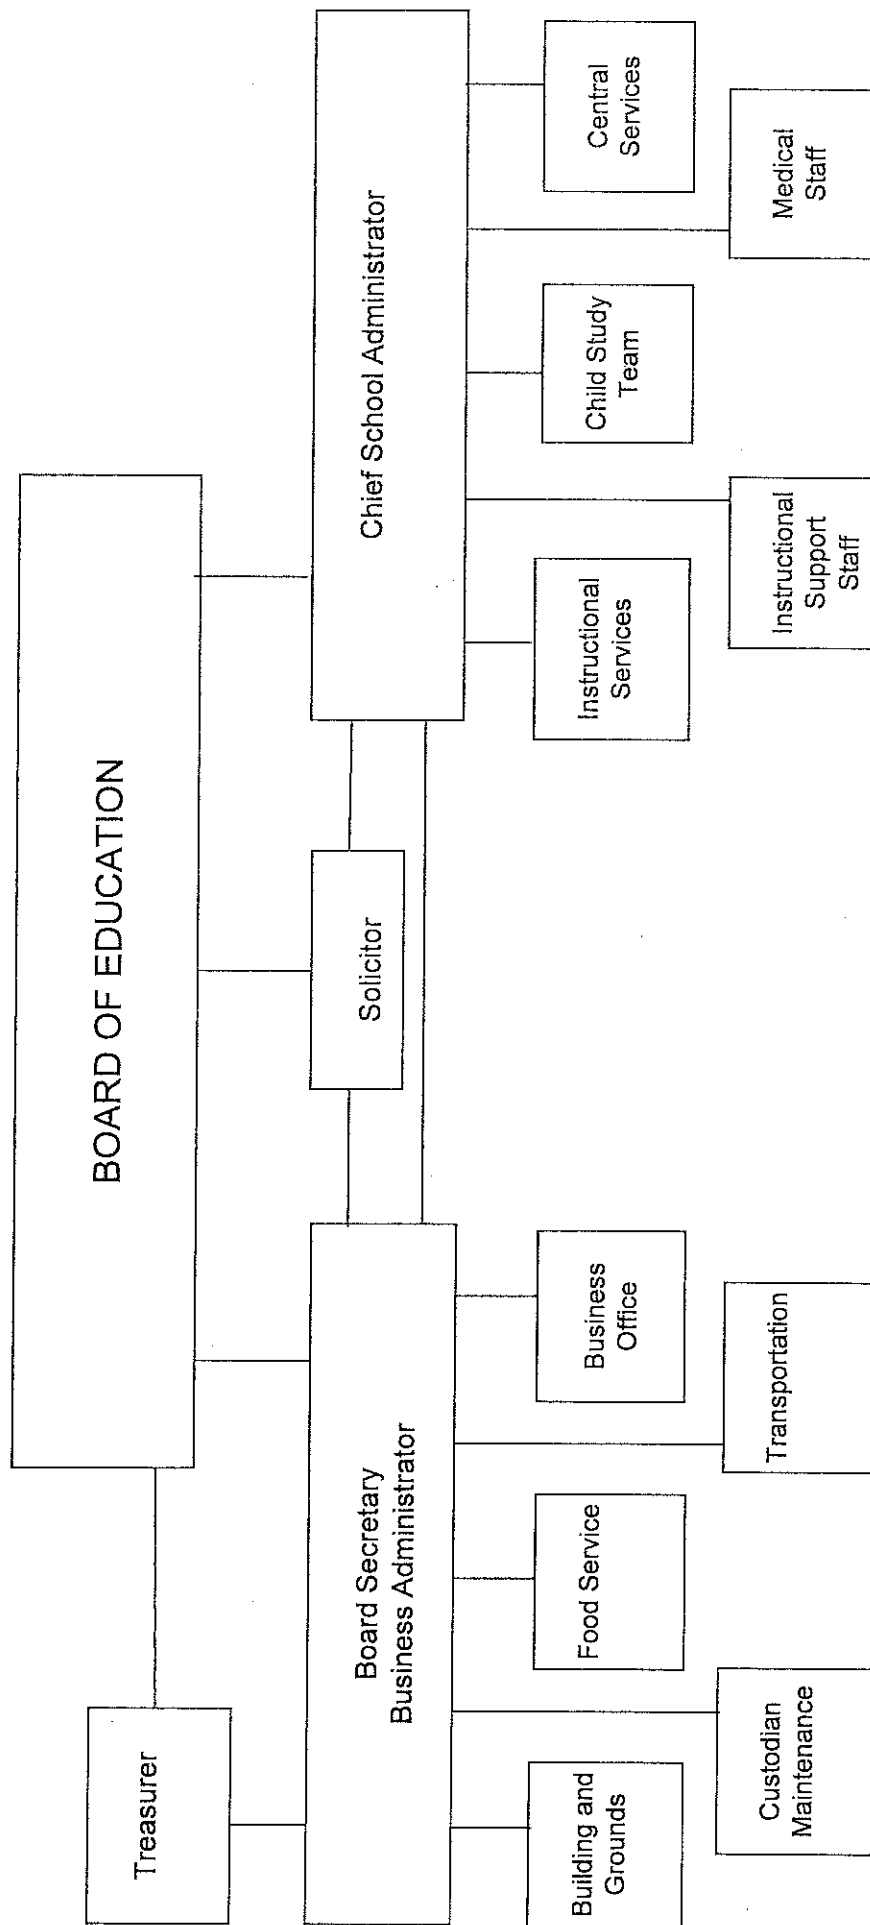 BOARD OF EDUCATION
Treasurer
Board Secretary
Business Administrator
Solicitor
Chief School Administrator
Building and
Grounds
Food Service
Business
Office
Instructional
Services
Child Study
Team
Central
Services
Custodian
Maintenance
Transportation
Instructional
Support
Staff
Medical
Staff